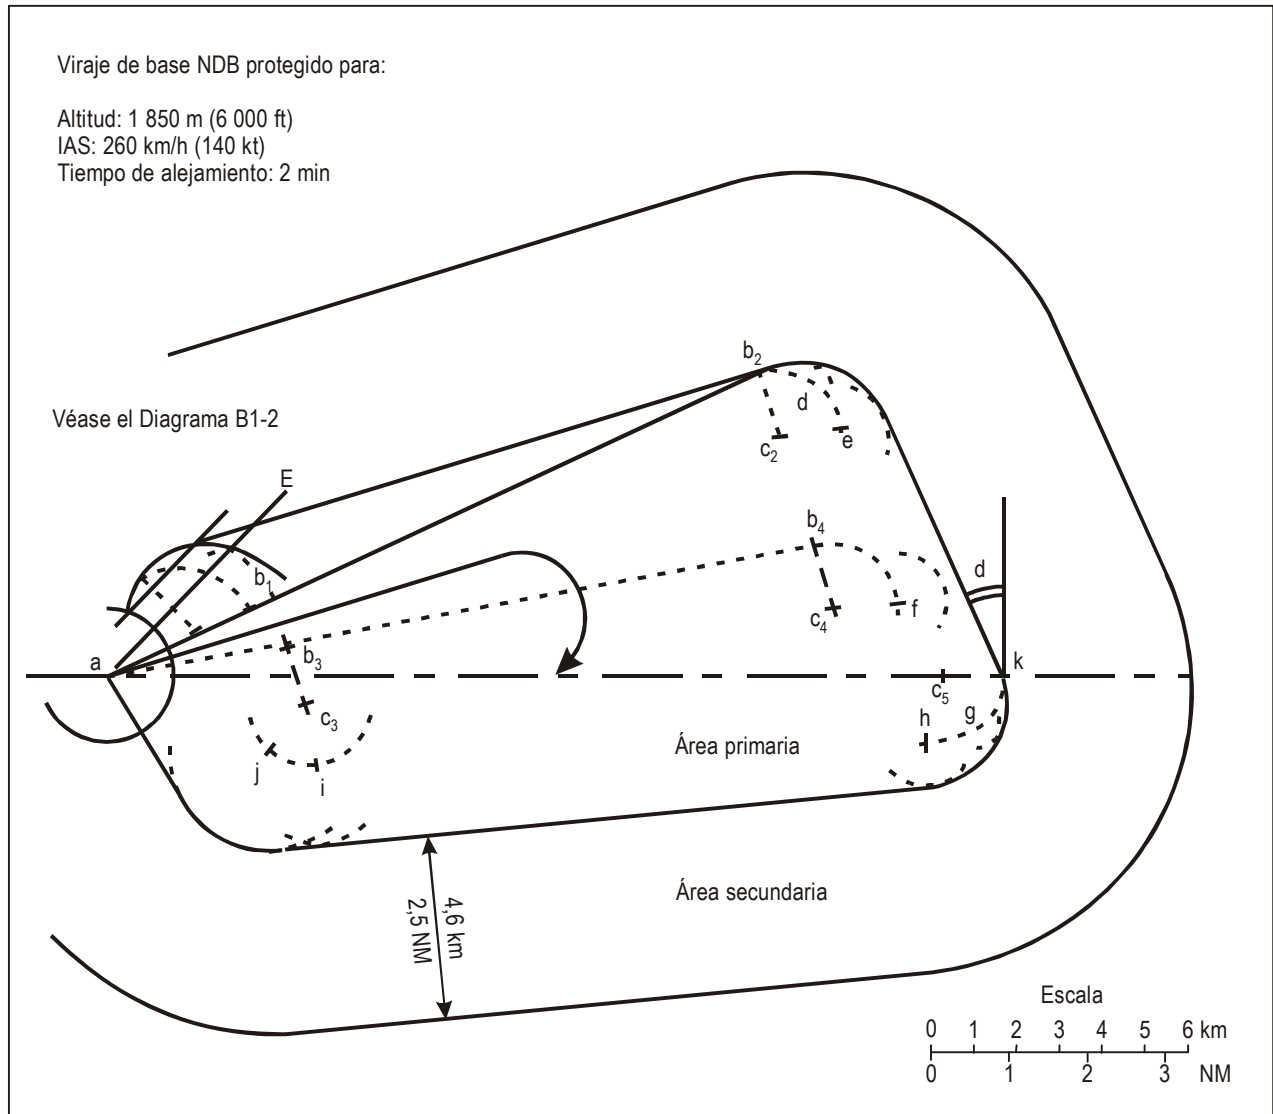 Viraje de base NDB protegido para:
Altitud: 1 850 m (6 000 ft)
IAS: 260 km/h (140 kt)
Tiempo de alejamiento: 2 min
b2
d
c2
e
Véase el Diagrama B1-2
E
b4
b1
d
f
c4
a
b3
k
c5
c3
g
h
Área primaria
j
i
Área secundaria
4,6 km
2,5 NM
Escala
0 1 2 3 4 5 6 km
0 1 2 3 NM